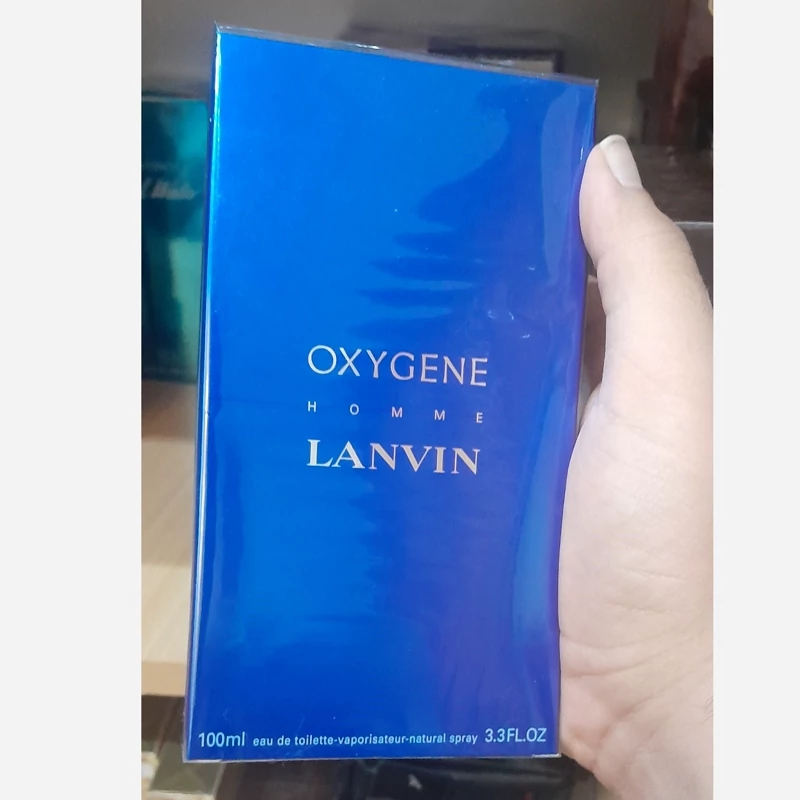 OXYGENE
HOMME
LANVIN
100ml eau de toilette-vaporisateur-natural spray 3.3FL.OZ